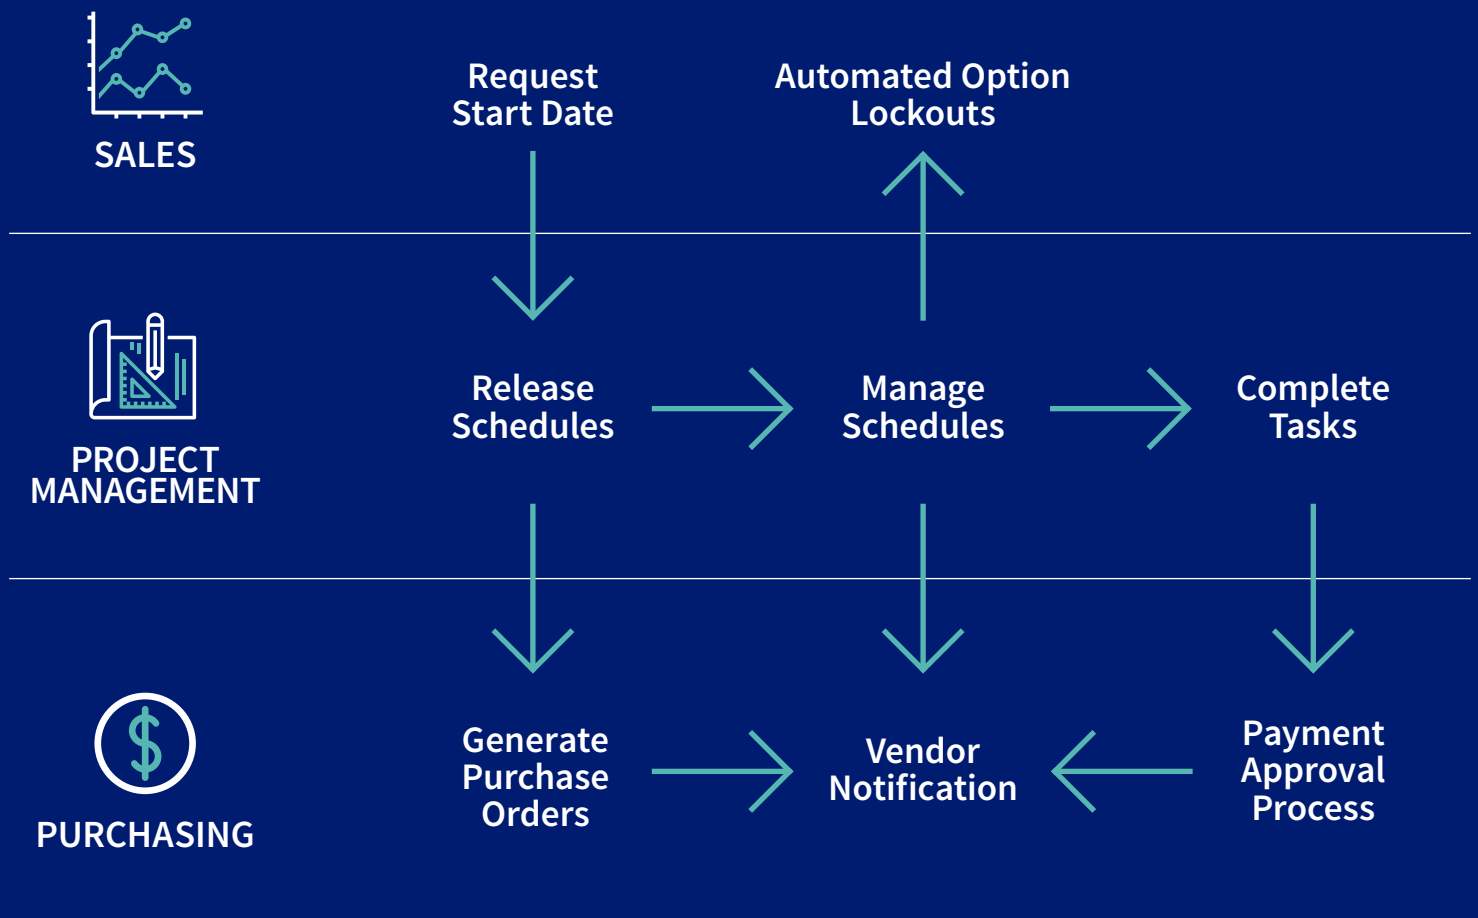 SALES
Request
Start Date
Automated Option
Lockouts
PROJECT
MANAGEMENT
Release
Schedules
Manage
Schedules
Complete
Tasks
PURCHASING
Generate
Purchase
Orders
Vendor
Notification
Payment
Approval
Process